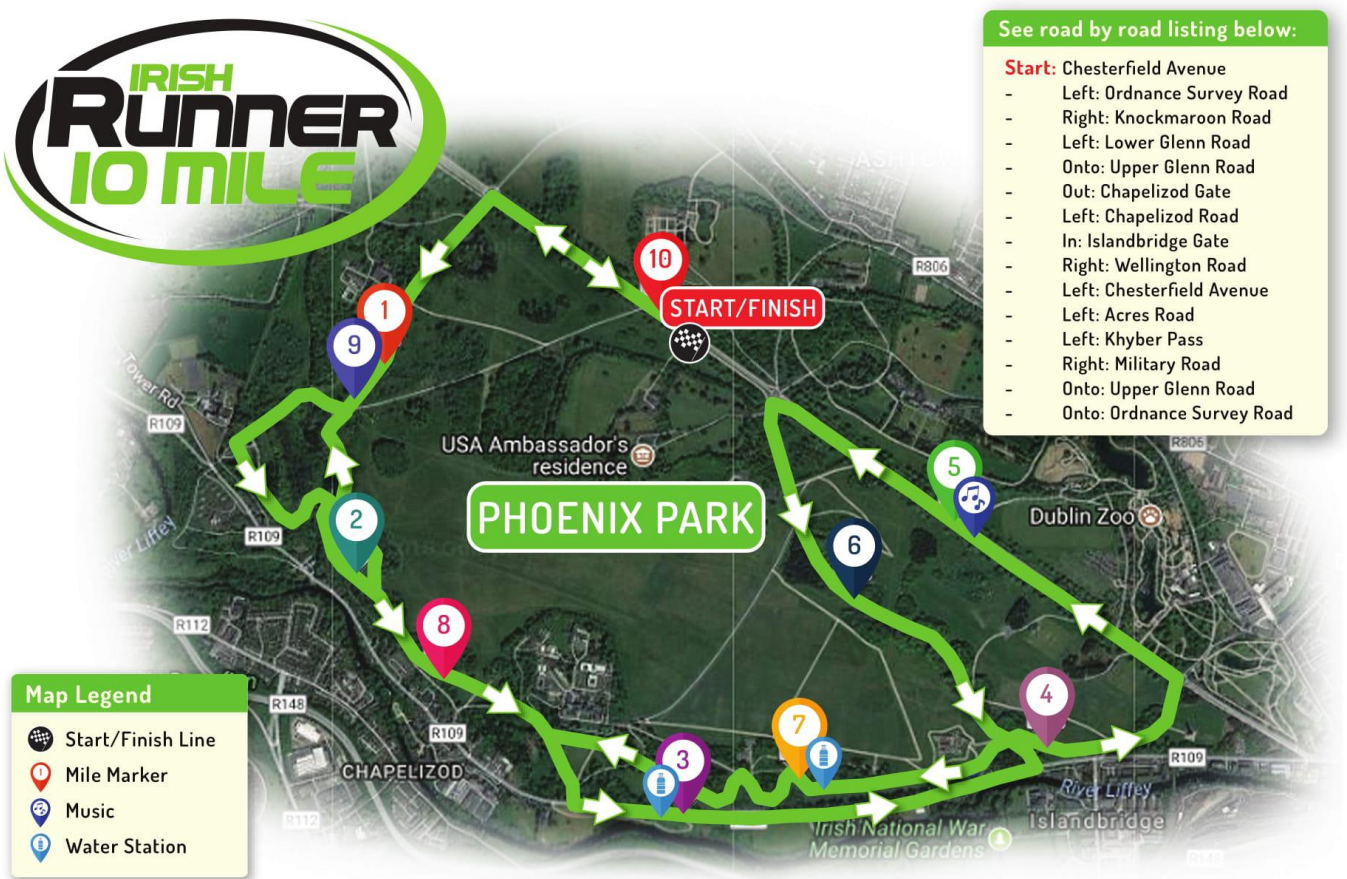 IRISH
RUNNER
10 MILE
See road by road listing below:
Start: Chesterfield Avenue
- Left: Ordnance Survey Road
- Right: Knockmaroon Road
- Left: Lower Glenn Road
- Onto: Upper Glenn Road
- Out: Chapelizod Gate
- Left: Chapelizod Road
- In: Islandbridge Gate
- Right: Wellington Road
- Left: Chesterfield Avenue
- Left: Acres Road
- Left: Khyber Pass
- Right: Military Road
- Onto: Upper Glenn Road
- Onto: Ordnance Survey Road
R806
10
START/FINISH
1
9
Tower Rd
R109
USA Ambassador's
residence
R806
5
PHOENIX PARK
Dublin Zoo
2
R109
River Liffey
6
R112
8
4
R148
7
R109
3
CHAPELIZOD
R109
R112
River Liffey
Islandbridge
Irish National War
Memorial Gardens
R148
Map Legend
Start/Finish Line
1
Mile Marker
Music
Water Station